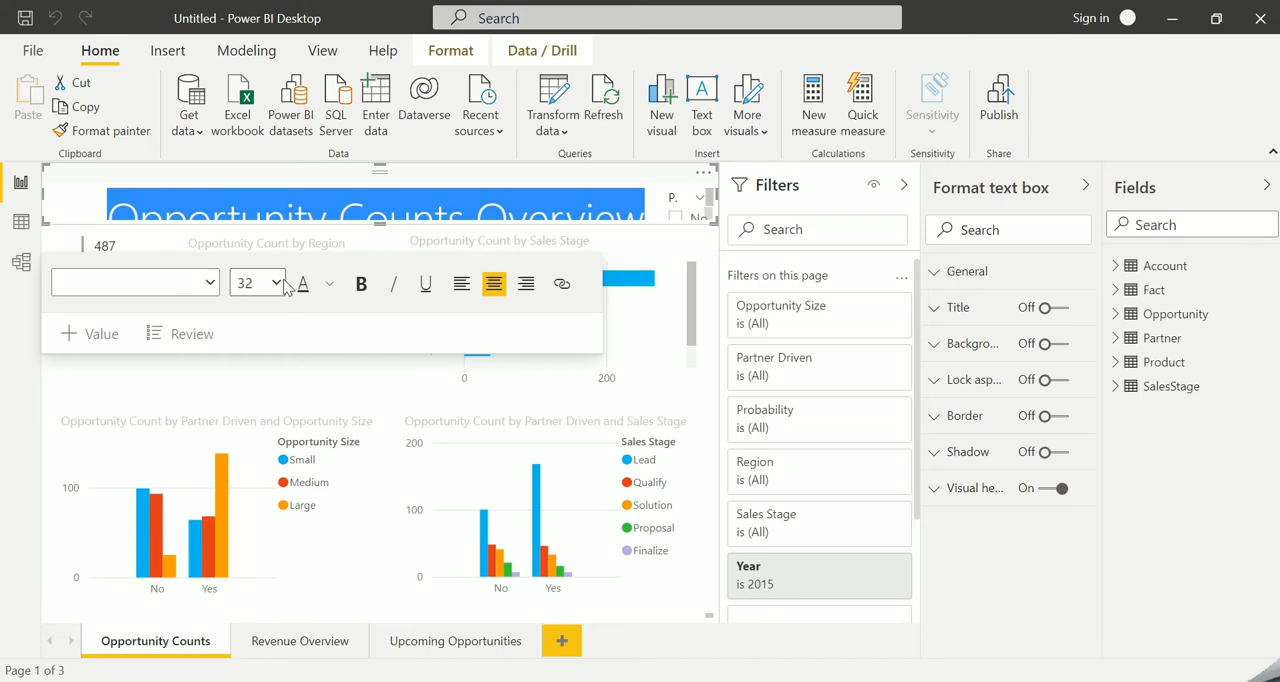 Untitled - Power BI Desktop
Search
Sign in
File
Home
Insert
Modeling
View
Help
Format
Data / Drill
Paste
Cut
Copy
Format painter
Clipboard
Get data
Excel workbook
Power BI datasets
SQL Server
Enter data
Dataverse
Recent sources
Data
Transform data
Refresh
Queries
New visual
Text box
More visuals
Insert
New measure
Quick measure
Calculations
Sensitivity
Sensitivity
Publish
Share
Opportunity Counts Overview
P.
No
487
Opportunity Count by Region
Opportunity Count by Sales Stage
32
A
B
/
U
Value
Review
0
200
Opportunity Count by Partner Driven and Opportunity Size
Opportunity Size
Small
Medium
Large
100
0
No
Yes
Opportunity Count by Partner Driven and Sales Stage
200
Sales Stage
Lead
Qualify
Solution
Proposal
Finalize
100
0
No
Yes
Filters
Search
Filters on this page
...
Opportunity Size
is (All)
Partner Driven
is (All)
Probability
is (All)
Region
is (All)
Sales Stage
is (All)
Year
is 2015
Format text box
Search
General
Title Off
Backgro... Off
Lock asp... Off
Border Off
Shadow Off
Visual he... On
Fields
Search
Account
Fact
Opportunity
Partner
Product
SalesStage
Opportunity Counts
Revenue Overview
Upcoming Opportunities
Page 1 of 3